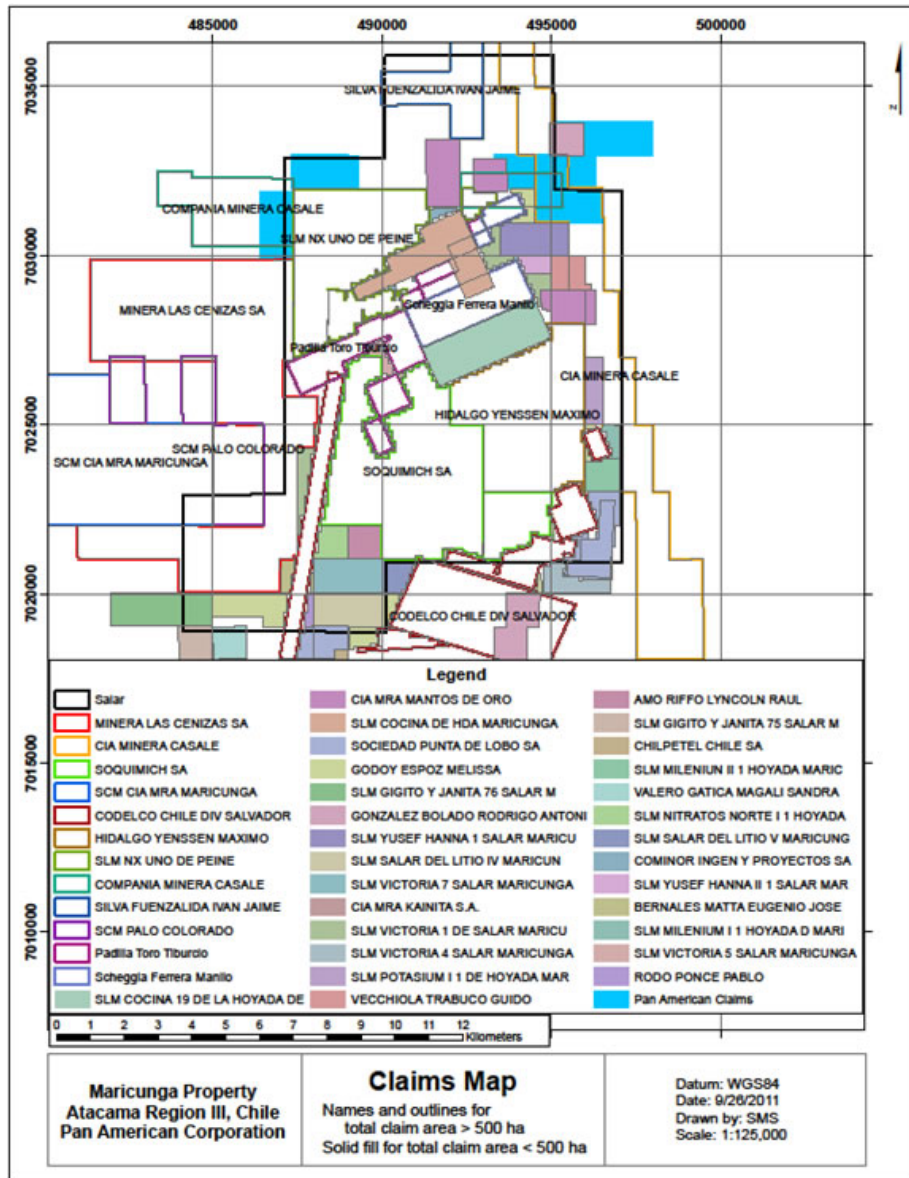 485000 490000 495000 500000
7035000
7030000
7025000
7020000
7015000
7010000
N
SILVA FUENZALIDA IVAN JAIME
COMPANIA MINERA CASALE
SLM NX UNO DE PEINE
MINERA LAS CENIZAS SA
Scheggia Ferrera Manlio
Padilla Toro Tiburcio
CIA MINERA CASALE
HIDALGO YENSSEN MAXIMO
SCM PALO COLORADO
SCM CIA MRA MARICUNGA
SOQUIMICH SA
CODELCO CHILE DIV SALVADOR
Legend
Salar
MINERA LAS CENIZAS SA
CIA MINERA CASALE
SOQUIMICH SA
SCM CIA MRA MARICUNGA
CODELCO CHILE DIV SALVADOR
HIDALGO YENSSEN MAXIMO
SLM NX UNO DE PEINE
COMPANIA MINERA CASALE
SILVA FUENZALIDA IVAN JAIME
SCM PALO COLORADO
Padilla Toro Tiburcio
Scheggia Ferrera Manlio
SLM COCINA 19 DE LA HOYADA DE
CIA MRA MANTOS DE ORO
SLM COCINA DE HDA MARICUNGA
SOCIEDAD PUNTA DE LOBO SA
GODOY ESPOZ MELISSA
SLM GIGITO Y JANITA 76 SALAR M
GONZALEZ BOLADO RODRIGO ANTONI
SLM YUSEF HANNA 1 SALAR MARICU
SLM SALAR DEL LITIO IV MARICUN
SLM VICTORIA 7 SALAR MARICUNGA
CIA MRA KAINITA S.A.
SLM VICTORIA 1 DE SALAR MARICU
SLM VICTORIA 4 SALAR MARICUNGA
SLM POTASIUM I 1 DE HOYADA MAR
VECCHIOLA TRABUCO GUIDO
AMO RIFFO LYNCOLN RAUL
SLM GIGITO Y JANITA 75 SALAR M
CHILPETEL CHILE SA
SLM MILENIUN II 1 HOYADA MARIC
VALERO GATICA MAGALI SANDRA
SLM NITRATOS NORTE I 1 HOYADA
SLM SALAR DEL LITIO V MARICUNG
COMINOR INGEN Y PROYECTOS SA
SLM YUSEF HANNA II 1 SALAR MAR
BERNALES MATTA EUGENIO JOSE
SLM MILENIUM I 1 HOYADA D MARI
SLM VICTORIA 5 SALAR MARICUNGA
RODO PONCE PABLO
Pan American Claims
0 1 2 3 4 5 6 7 8 9 10 11 12
Kilometers
Maricunga Property
Atacama Region III, Chile
Pan American Corporation
Claims Map
Names and outlines for
total claim area > 500 ha
Solid fill for total claim area < 500 ha
Datum: WGS84
Date: 9/26/2011
Drawn by: SMS
Scale: 1:125,000